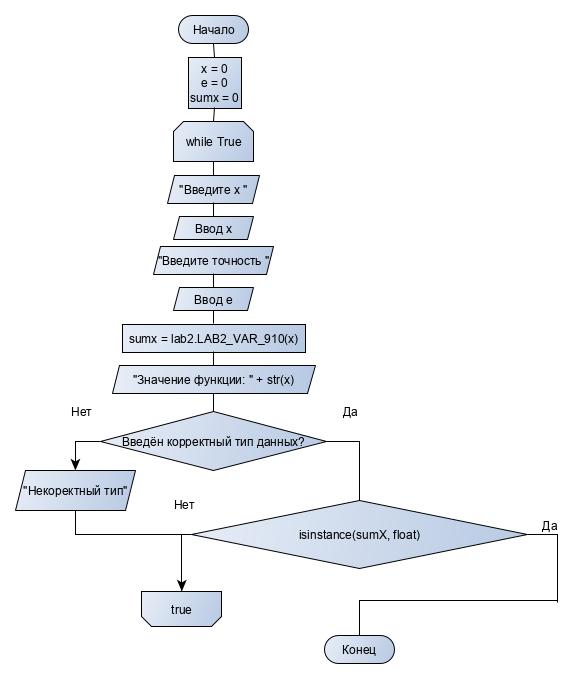 Начало
x = 0
e = 0
sumx = 0
while True
"Введите x "
Ввод x
"Введите точность "
Ввод e
sumx = lab2.LAB2_VAR_910(x)
"Значение функции: " + str(x)
Нет
Да
Введён корректный тип данных?
"Некоректный тип"
Нет
Да
isinstance(sumX, float)
true
Конец